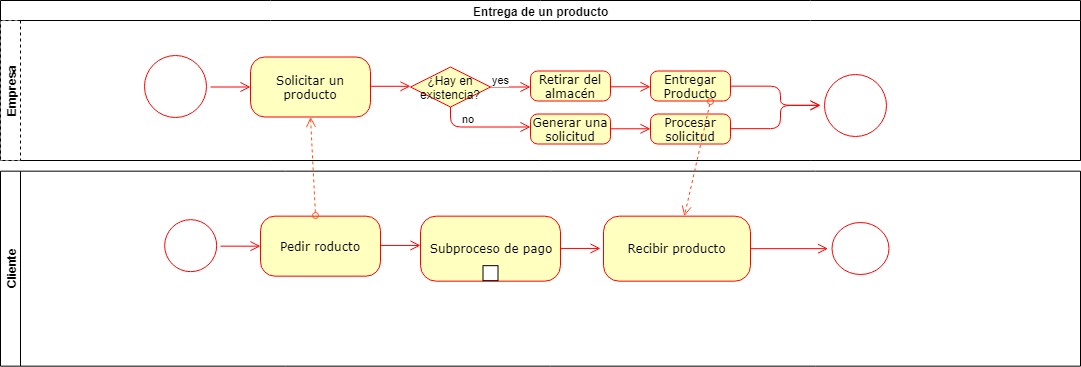 Entrega de un producto
Empresa
Solicitar un
producto
¿Hay en
existencia?
yes
no
Retirar del
almacén
Entregar
Producto
Generar una
solicitud
Procesar
solicitud
Cliente
Pedir roducto
Subproceso de pago
Recibir producto